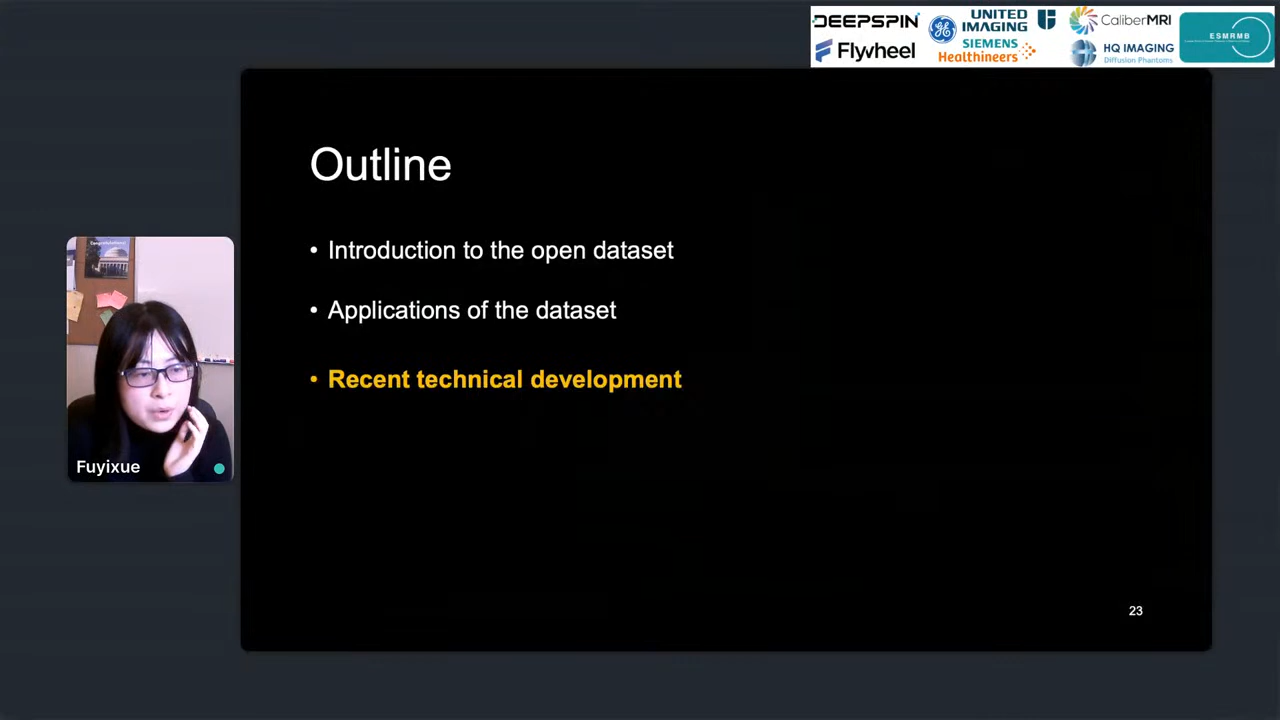 DEEPSPIN
UNITED
IMAGING
CaliberMRI
Flywheel
SIEMENS
Healthineers
HQ IMAGING
Diffusion Phantoms
ESMRMB
Outline
• Introduction to the open dataset
• Applications of the dataset
• Recent technical development
Congratulations!
Fuyixue
23